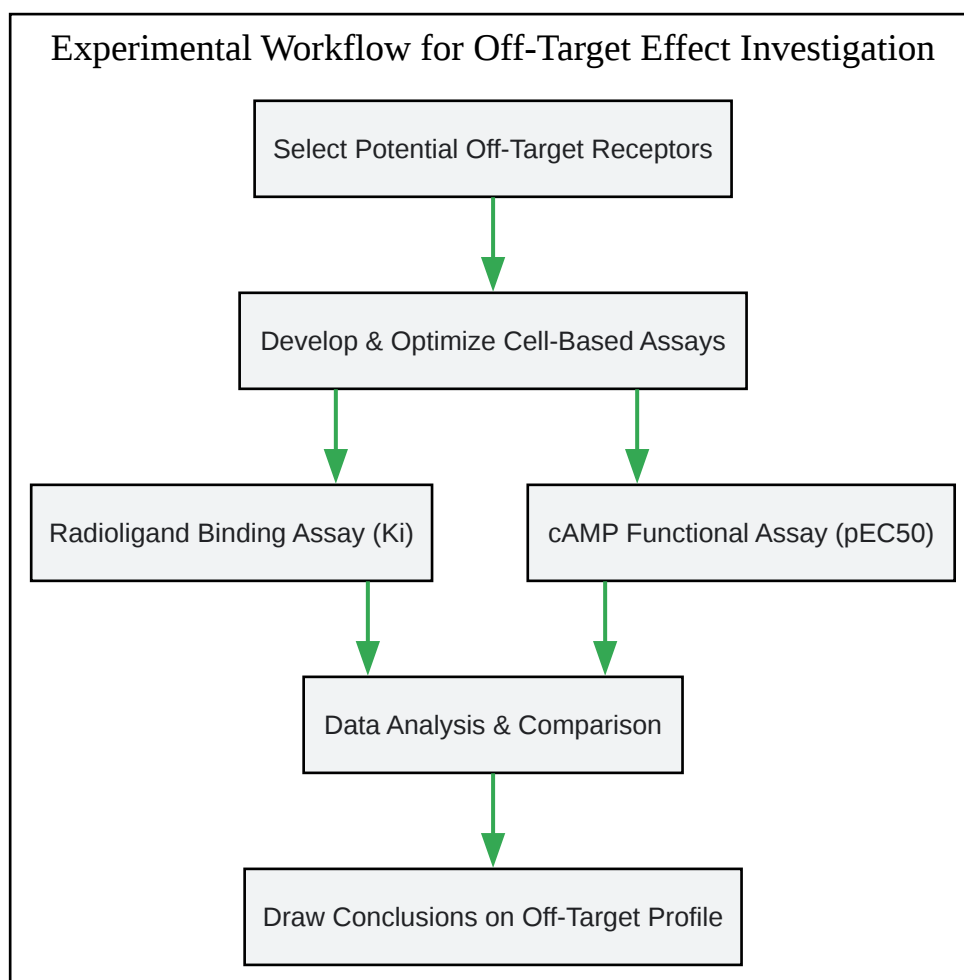 Experimental Workflow for Off-Target Effect Investigation
Select Potential Off-Target Receptors
Develop & Optimize Cell-Based Assays
Radioligand Binding Assay (Ki)
cAMP Functional Assay (pEC50)
Data Analysis & Comparison
Draw Conclusions on Off-Target Profile